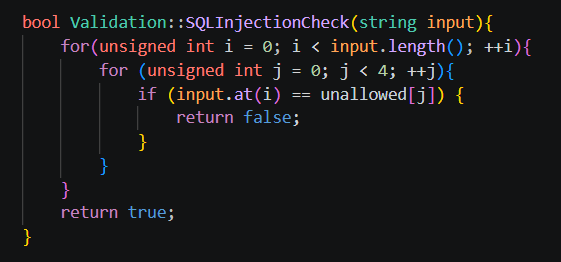 bool Validation::SQLInjectionCheck(string input){
    for(unsigned int i = 0; i < input.length(); ++i){
        for (unsigned int j = 0; j < 4; ++j){
            if (input.at(i) == unallowed[j]) {
                return false;
            }
        }
    }
    return true;
}